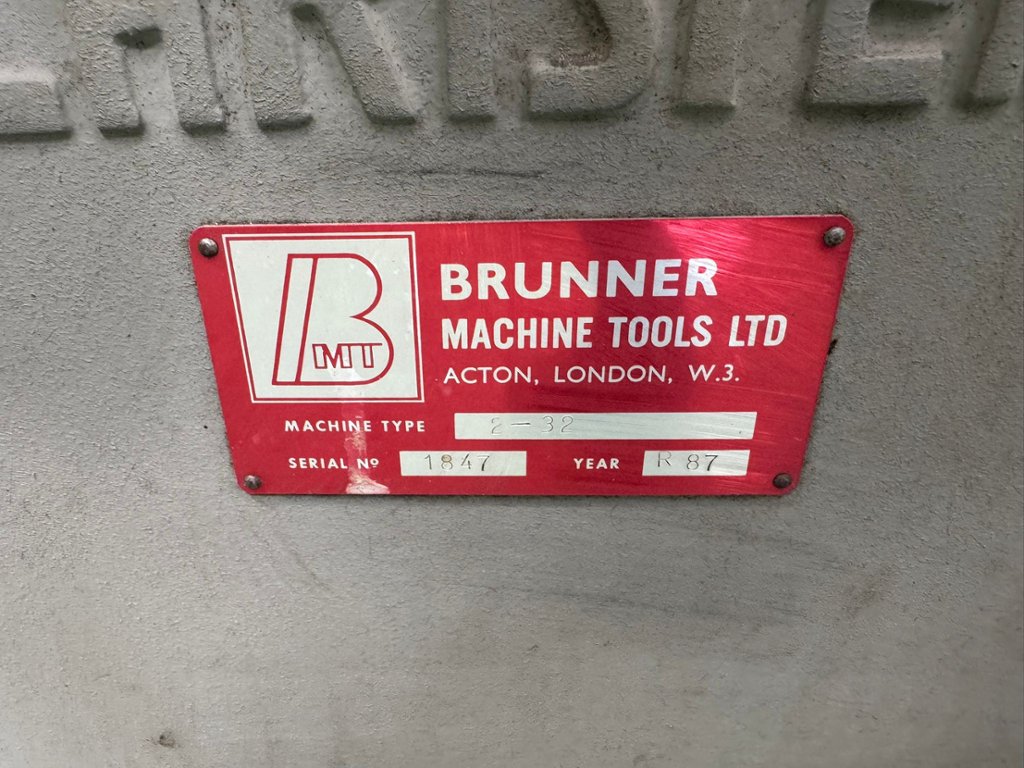 BMT
BRUNNER
MACHINE TOOLS LTD
ACTON, LONDON, W.3.
MACHINE TYPE 2-32
SERIAL Nº 1847 YEAR R 87